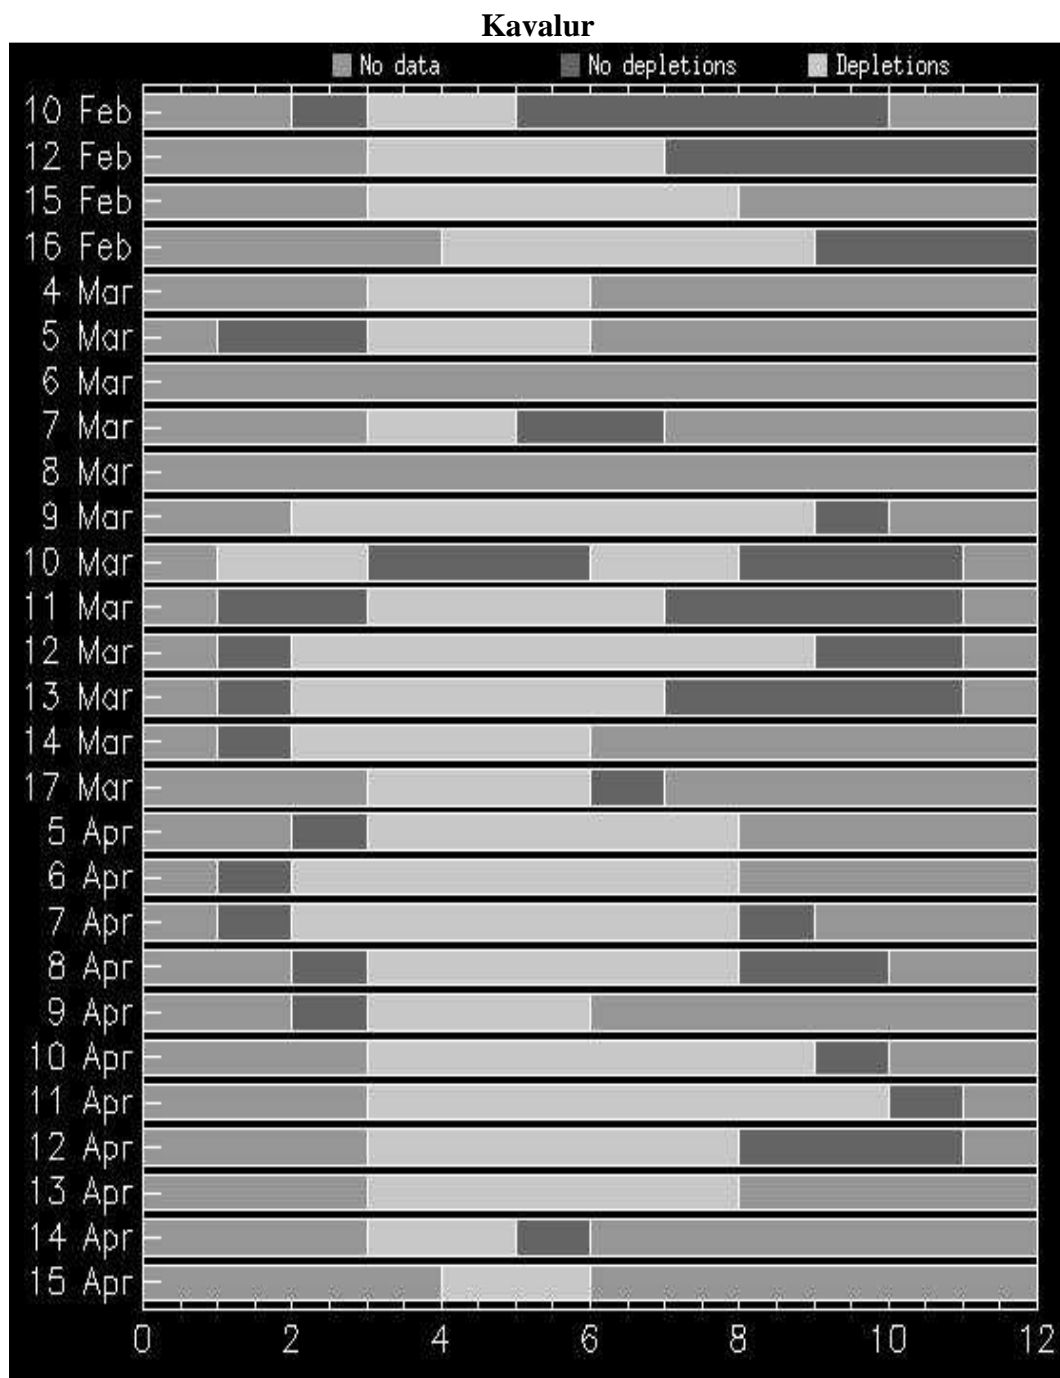 Kavalur
No data No depletions Depletions
10 Feb
12 Feb
15 Feb
16 Feb
4 Mar
5 Mar
6 Mar
7 Mar
8 Mar
9 Mar
10 Mar
11 Mar
12 Mar
13 Mar
14 Mar
17 Mar
5 Apr
6 Apr
7 Apr
8 Apr
9 Apr
10 Apr
11 Apr
12 Apr
13 Apr
14 Apr
15 Apr
0 2 4 6 8 10 12